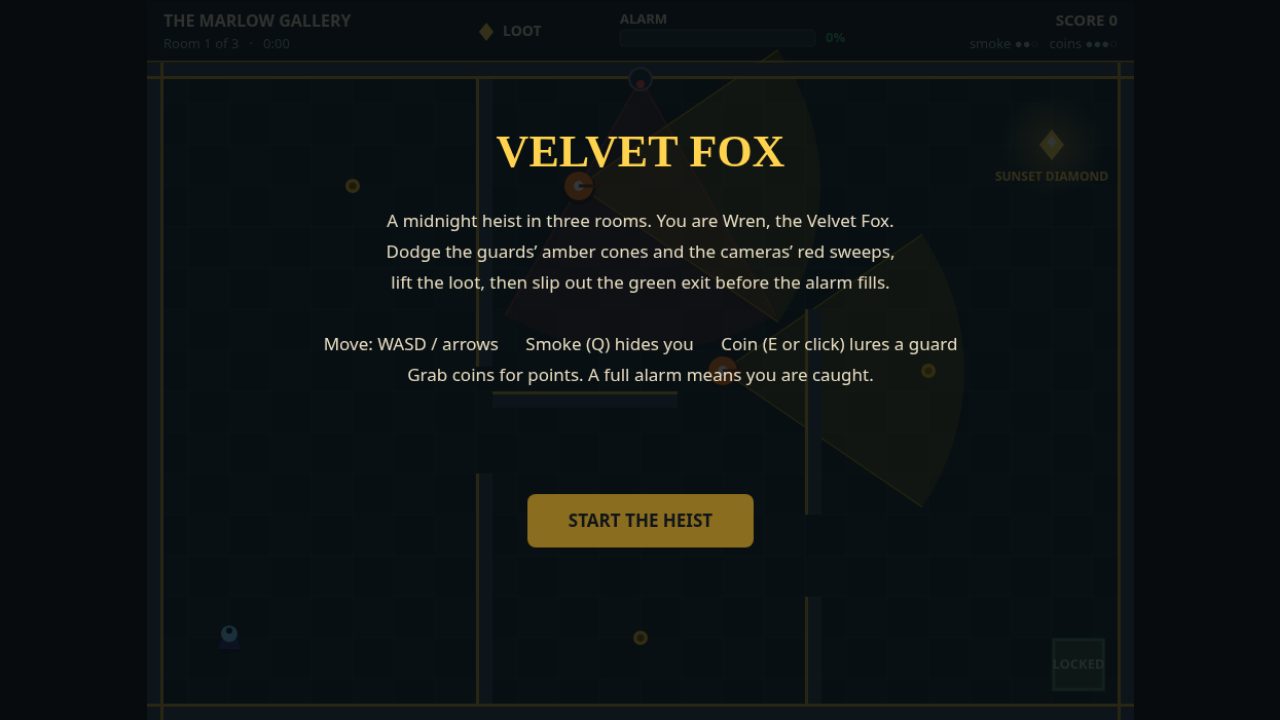 THE MARLOW GALLERY
Room 1 of 3 · 0:00
LOOT
ALARM
0%
SCORE 0
smoke coins
SUNSET DIAMOND
VELVET FOX
A midnight heist in three rooms. You are Wren, the Velvet Fox.
Dodge the guards’ amber cones and the cameras’ red sweeps,
lift the loot, then slip out the green exit before the alarm fills.
Move: WASD / arrows Smoke (Q) hides you Coin (E or click) lures a guard
Grab coins for points. A full alarm means you are caught.
START THE HEIST
LOCKED